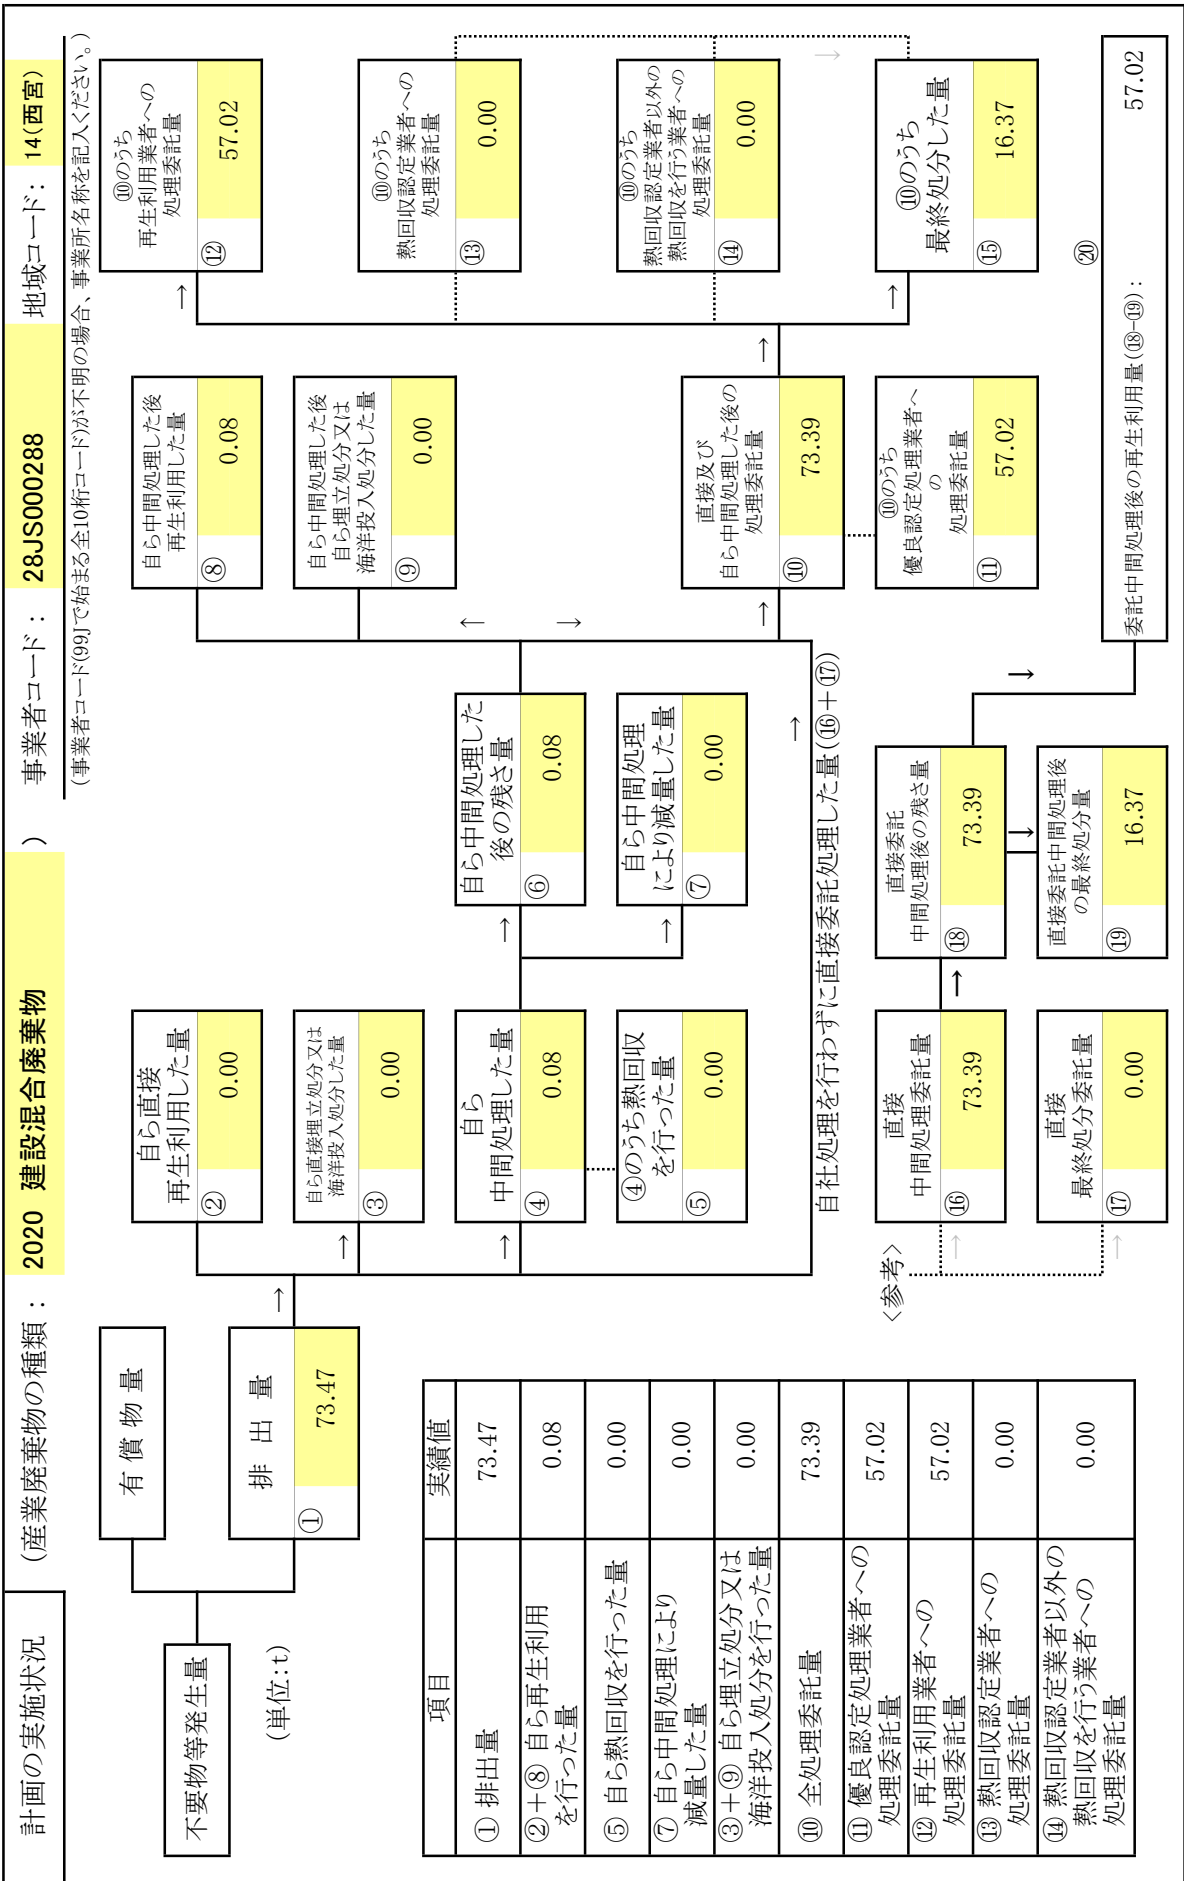 計画の実施状況
(産業廃棄物の種類：
2020 建設混合廃棄物
)
事業者コード：
28JS000288
地域コード：
14(西宮)
(事業者コード(99Jで始まる全10桁コード)が不明の場合、事業所名称を記入ください。)
不要物等発生量
有 償 物 量
排 出 量
①
73.47
(単位:t)
→
自ら直接
再生利用した量
②
0.00
→
自ら直接埋立処分又は
海洋投入処分した量
③
0.00
→
自ら
中間処理した量
④
0.08
④のうち熱回収
を行った量
⑤
0.00
→
自ら中間処理した
後の残さ量
⑥
0.08
→
自ら中間処理
により減量した量
⑦
0.00
↑
↓
自ら中間処理した後
再生利用した量
⑧
0.08
自ら中間処理した後
自ら埋立処分又は
海洋投入処分した量
⑨
0.00
→
自社処理を行わずに直接委託処理した量(⑯＋⑰)
→
直接及び
自ら中間処理した後の
処理委託量
⑩
73.39
⑩のうち
優良認定処理業者へ
の
処理委託量
⑪
57.02
→
→
⑩のうち
再生利用業者への
処理委託量
⑫
57.02
⑩のうち
熱回収認定業者への
処理委託量
⑬
0.00
⑩のうち
熱回収認定業者以外の
熱回収を行う業者への
処理委託量
⑭
0.00
↓
→
⑩のうち
最終処分した量
⑮
16.37
<参考>
→
直接
中間処理委託量
⑯
73.39
→
直接
最終処分委託量
⑰
0.00
→
直接委託
中間処理後の残さ量
⑱
73.39
↓
直接委託中間処理後
の最終処分量
⑲
16.37
↓
⑳
委託中間処理後の再生利用量(⑱-⑲)：
57.02
項目
実績値
① 排出量
73.47
②＋⑧ 自ら再生利用
を行った量
0.08
⑤ 自ら熱回収を行った量
0.00
⑦ 自ら中間処理により
減量した量
0.00
③＋⑨ 自ら埋立処分又は
海洋投入処分を行った量
0.00
⑩ 全処理委託量
73.39
⑪ 優良認定処理業者への
処理委託量
57.02
⑫ 再生利用業者への
処理委託量
57.02
⑬ 熱回収認定業者への
処理委託量
0.00
⑭ 熱回収認定業者以外の
熱回収を行う業者への
処理委託量
0.00